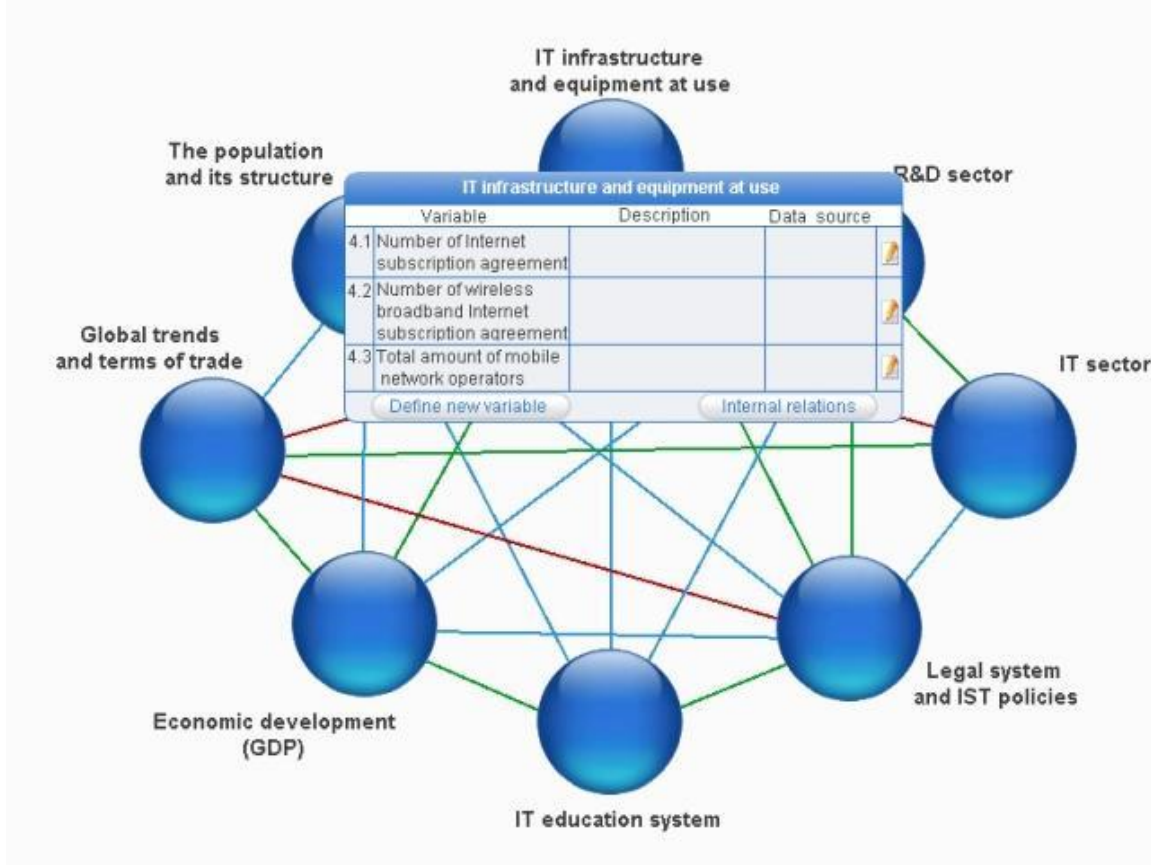 IT infrastructure
and equipment at use
The population
and its structure
R&D sector
IT infrastructure and equipment at use
Variable Description Data source
4.1 Number of Internet
subscription agreement
4.2 Number of wireless
broadband Internet
subscription agreement
4.3 Total amount of mobile
network operators
Define new variable Internal relations
Global trends
and terms of trade
IT sector
Legal system
and IST policies
Economic development
(GDP)
IT education system